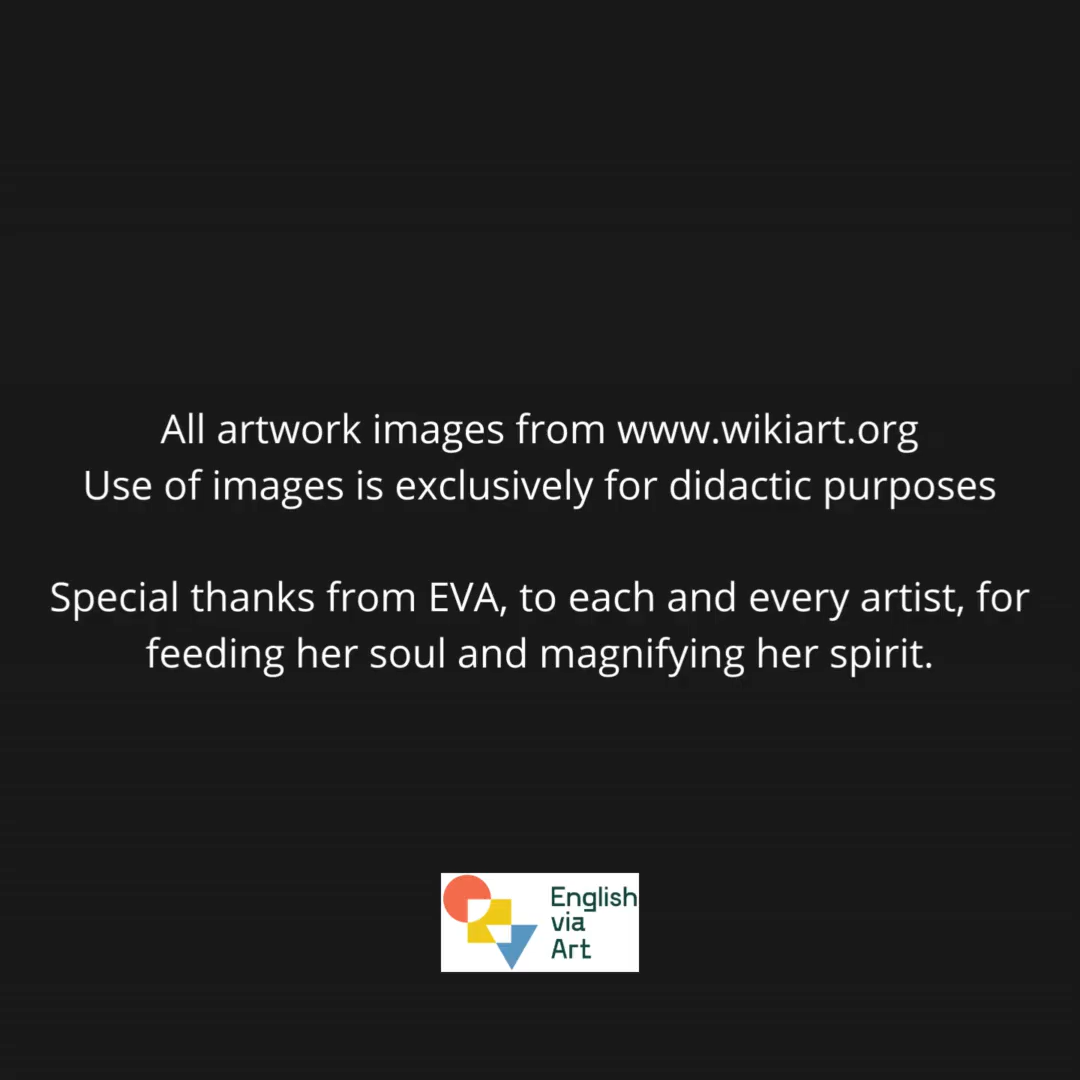 All artwork images from www.wikiart.org
Use of images is exclusively for didactic purposes
Special thanks from EVA, to each and every artist, for
feeding her soul and magnifying her spirit.
English
via
Art